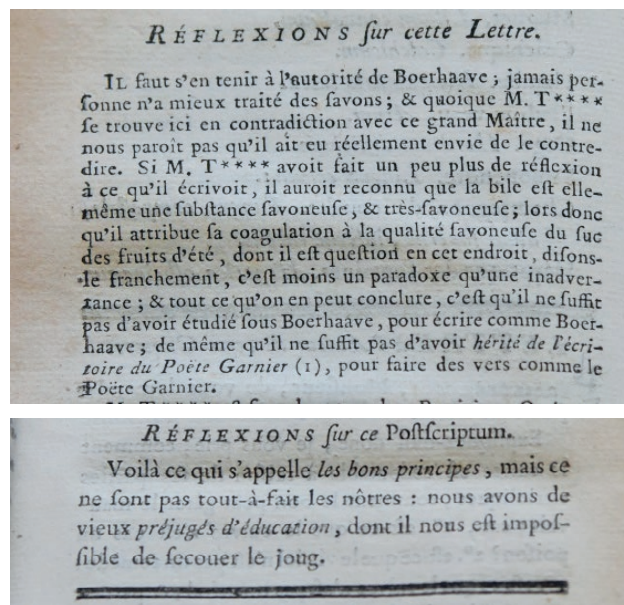 RÉFLEXIONS ſur cette Lettre.
IL faut s'en tenir à l'autorité de Boerhaave ; jamais per-
ſonne n'a mieux traité des ſavons ; & quoique M. T****
ſe trouve ici en contradiction avec ce grand Maître, il ne
nous paroît pas qu'il ait eu réellement envie de le contre-
dire. Si M. T**** avoit fait un peu plus de réflexion
à ce qu'il écrivoit, il auroit reconnu que la bile eſt elle-
même une ſubſtance ſavoneuſe, & très-ſavoneuſe ; lors donc
qu'il attribue ſa coagulation à la qualité ſavoneuſe du ſuc
des fruits d'été, dont il eſt queſtion en cet endroit, diſons-
le franchement, c'eſt moins un paradoxe qu'une inadver-
tance ; & tout ce qu'on en peut conclure, c'eſt qu'il ne ſuffit
pas d'avoir étudié ſous Boerhaave, pour écrire comme Boer-
haave ; de même qu'il ne ſuffit pas d'avoir hérité de l'écri-
toire du Poëte Garnier (1), pour faire des vers comme le
Poëte Garnier.
RÉFLEXIONS ſur ce Poſtſcriptum.
Voilà ce qui s'appelle les bons principes, mais ce
ne ſont pas tout-à-fait les nôtres : nous avons de
vieux préjugés d'éducation, dont il nous eſt impoſ-
ſible de ſecouer le joug.